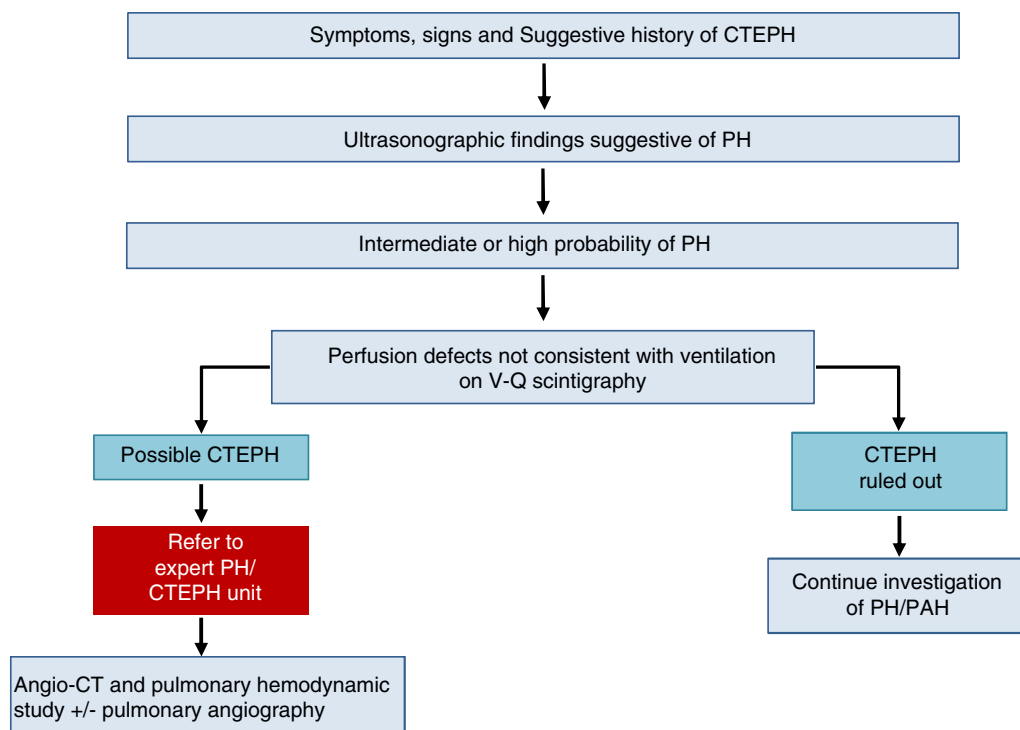 Symptoms, signs and Suggestive history of CTEPH
Ultrasonographic findings suggestive of PH
Intermediate or high probability of PH
Perfusion defects not consistent with ventilation
on V-Q scintigraphy
Possible CTEPH
Refer to
expert PH/
CTEPH unit
Angio-CT and pulmonary hemodynamic
study +/- pulmonary angiography
CTEPH
ruled out
Continue investigation
of PH/PAH